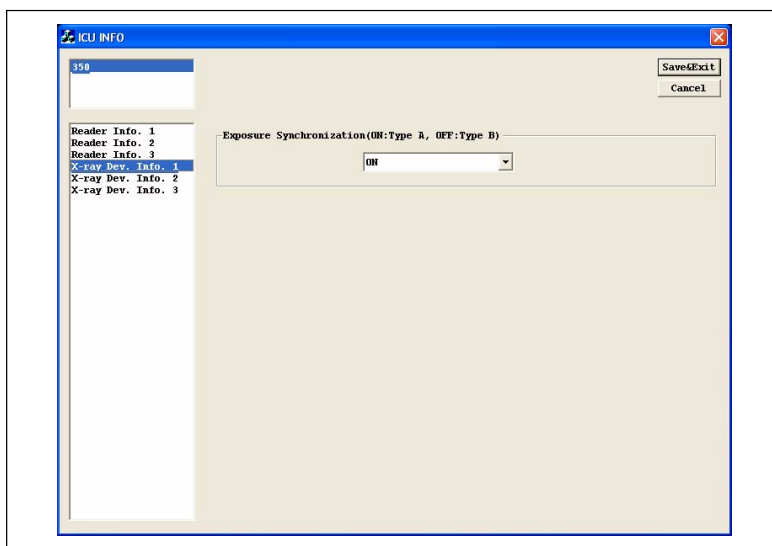 ICU INFO
350
Save&Exit
Cancel
Reader Info. 1
Reader Info. 2
Reader Info. 3
X-ray Dev. Info. 1
X-ray Dev. Info. 2
X-ray Dev. Info. 3
Exposure Synchronization(ON:Type A, OFF:Type B)
ON